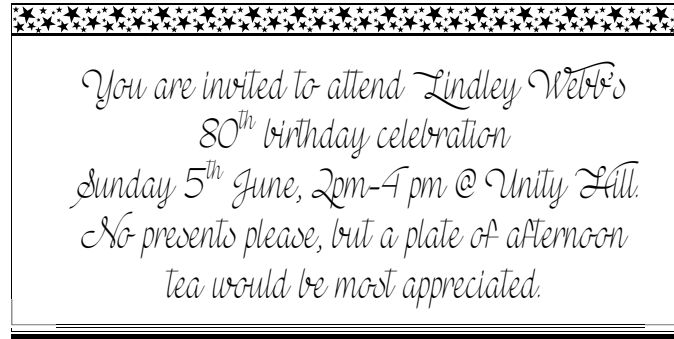 You are invited to attend Lindley Webb's
80th birthday celebration
Sunday 5th June, 2pm-4 pm @ Unity Hill.
No presents please, but a plate of afternoon
tea would be most appreciated.